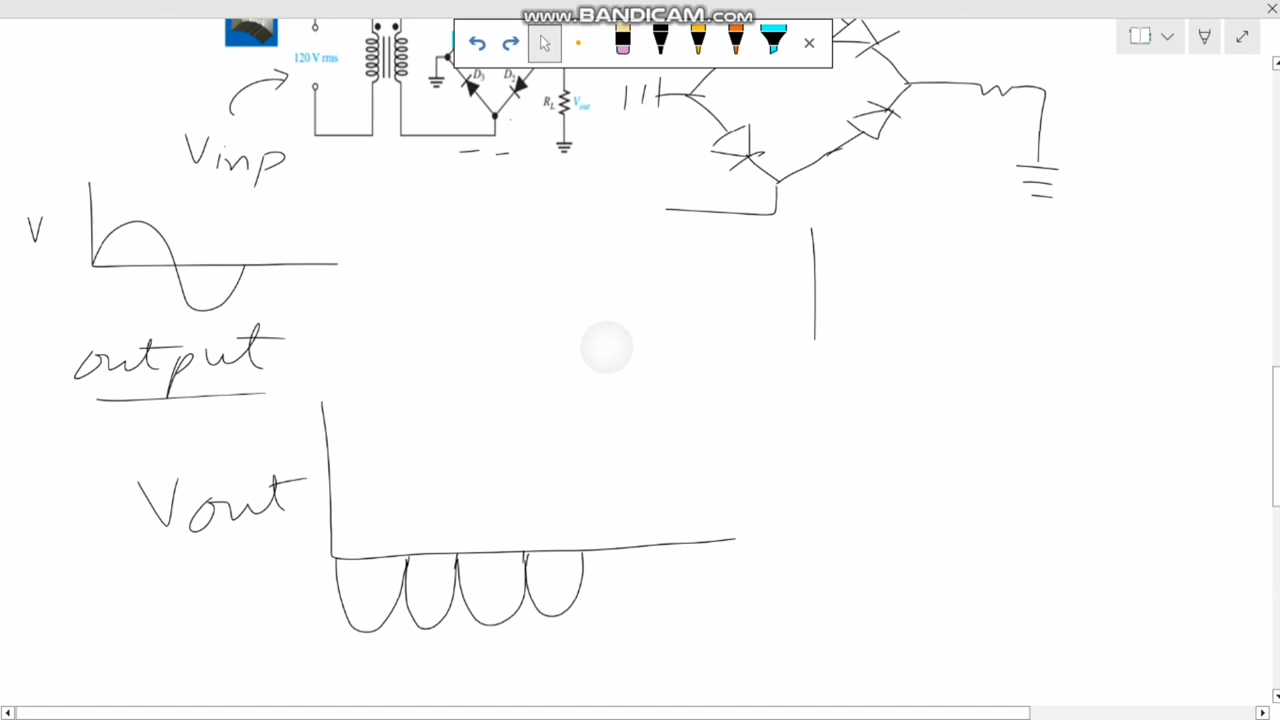 www.BANDICAM.com
120 V rms
D3
D2
RL
Vout
Vinp
V
output
Vout